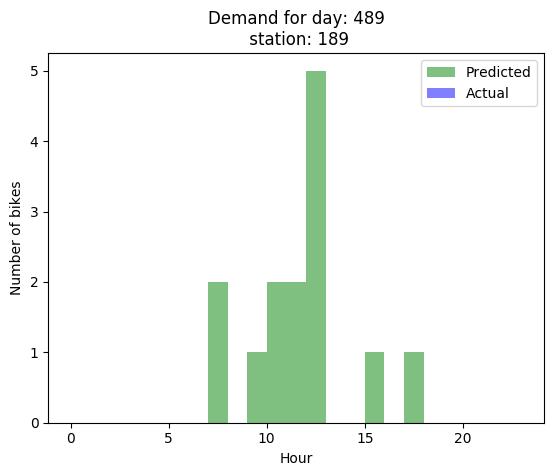 Demand for day: 489
station: 189
Predicted
Actual
Number of bikes
5
4
3
2
1
0
0
5
10
15
20
Hour